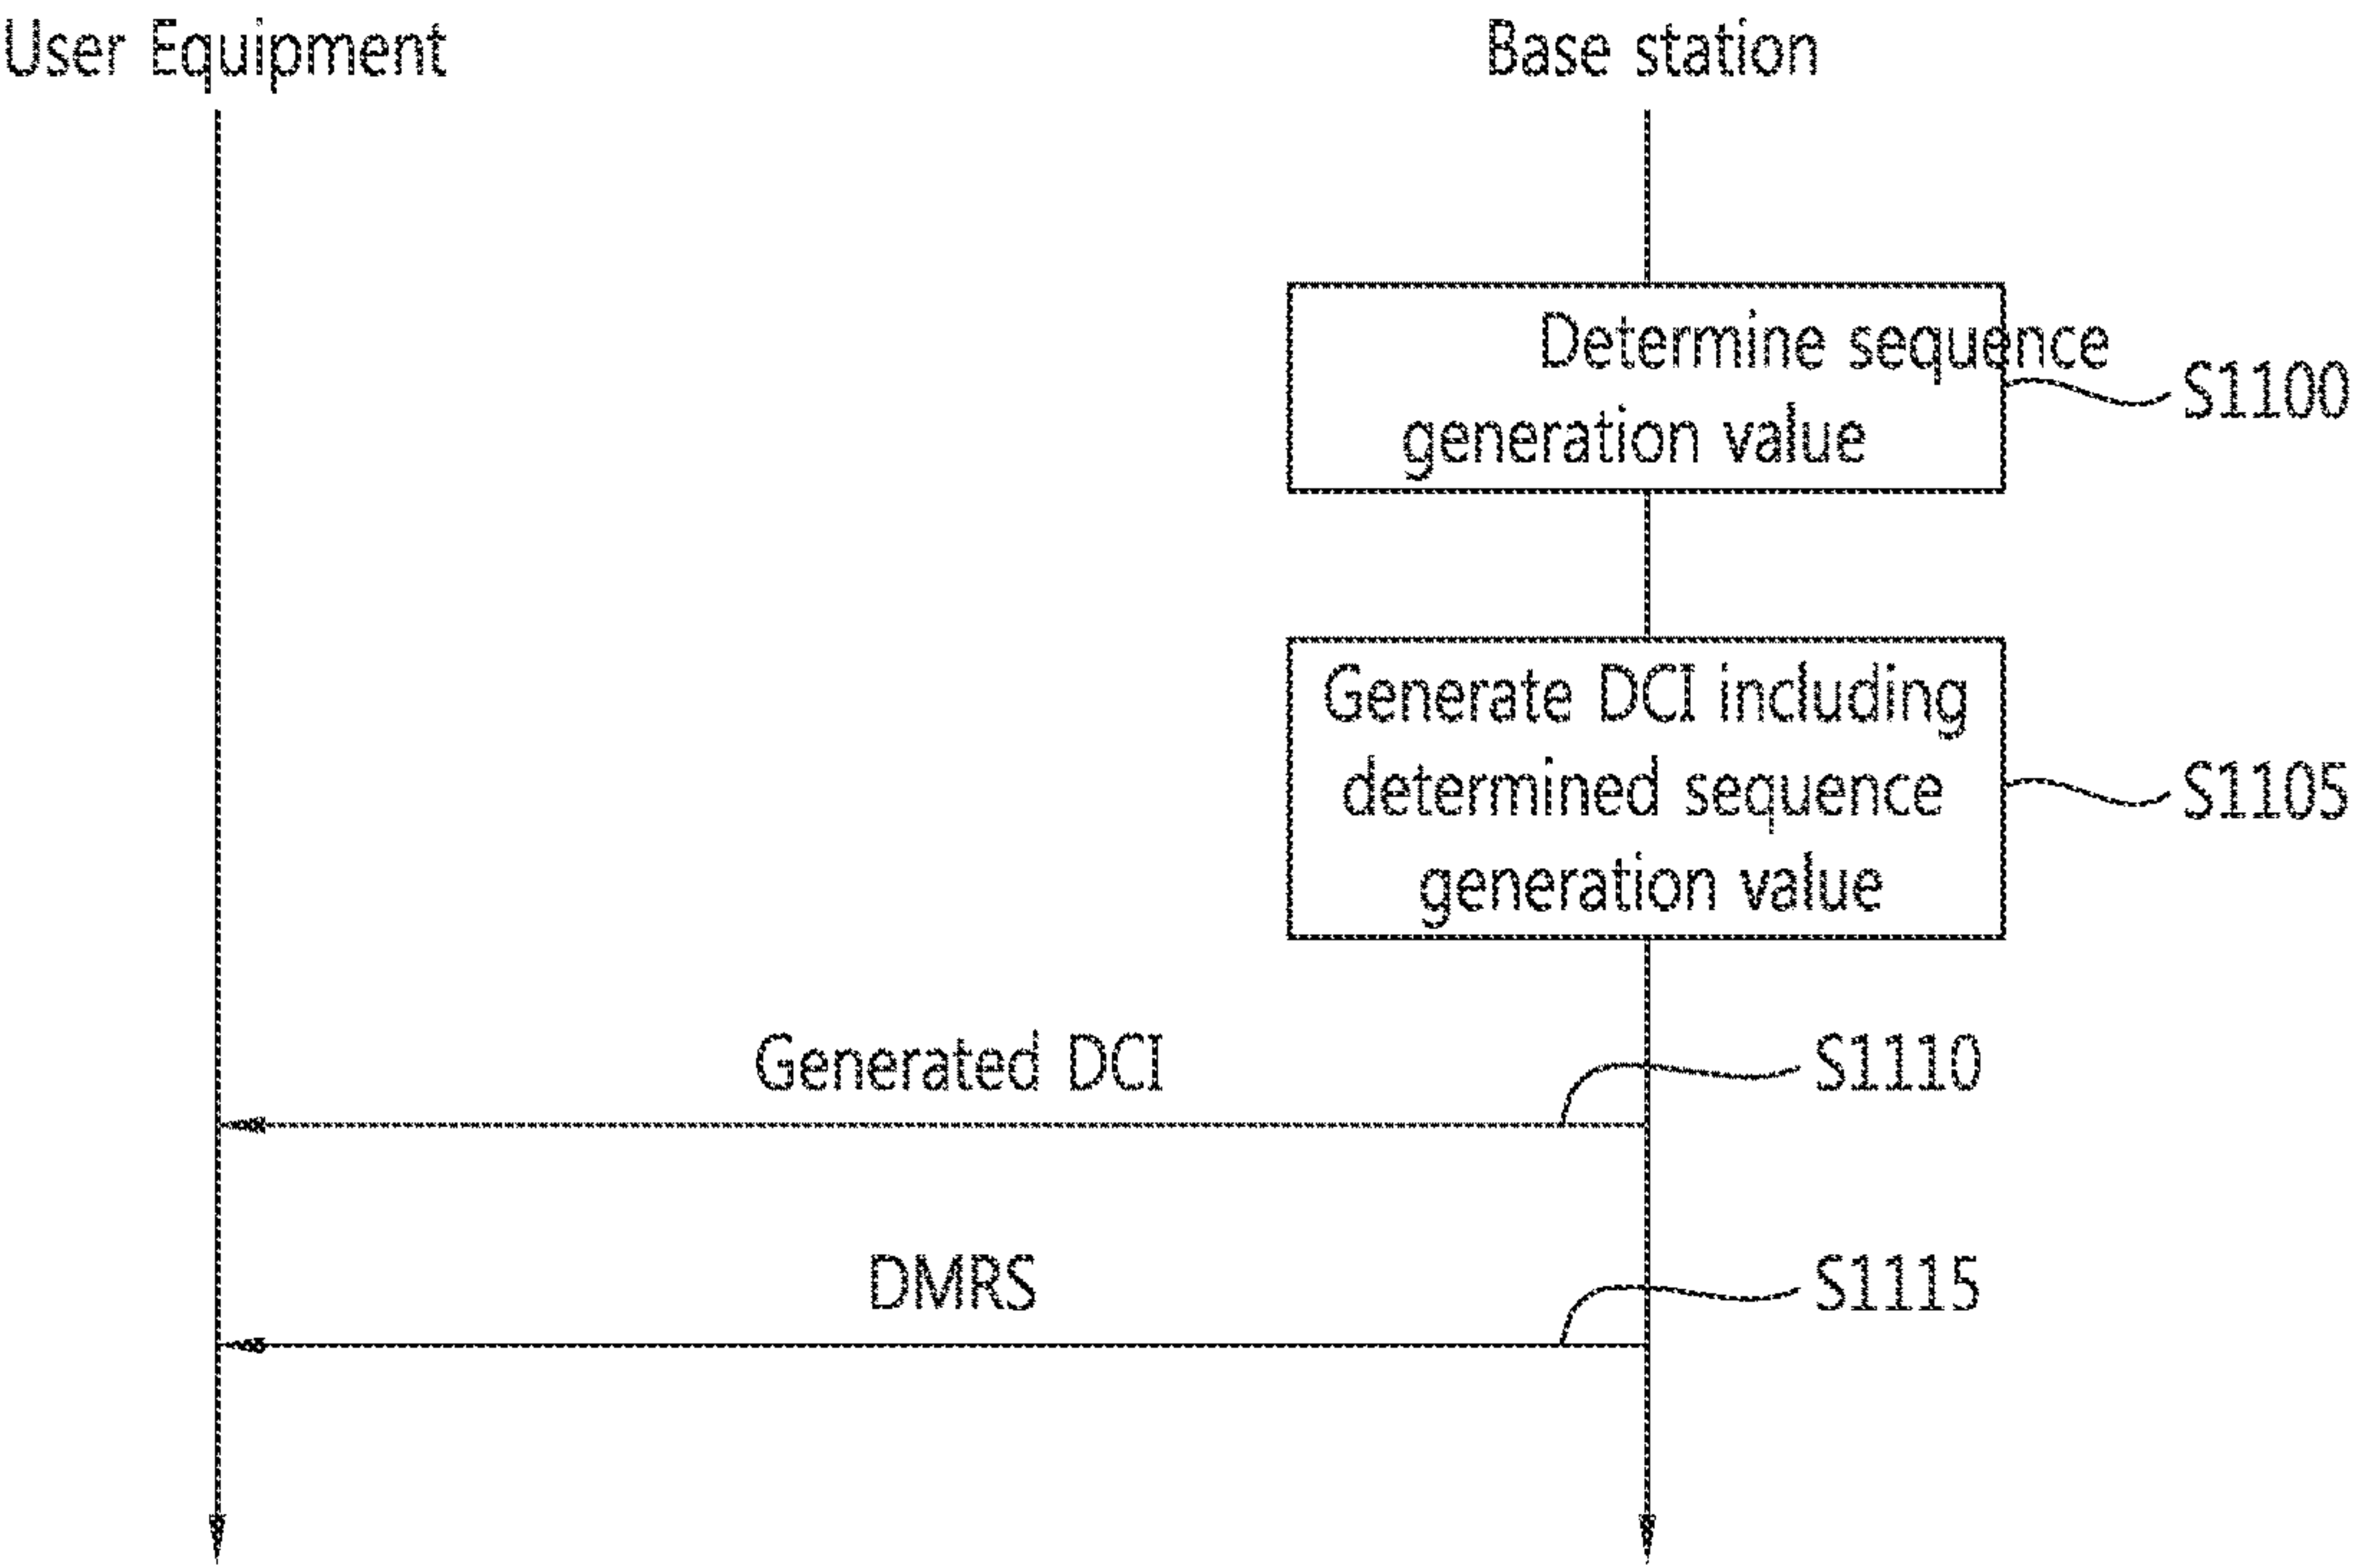 User Equipment
Base station
Determine sequence
generation value
S1100
Generate DCI including
determined sequence
generation value
S1105
Generated DCI
S1110
DMRS
S1115